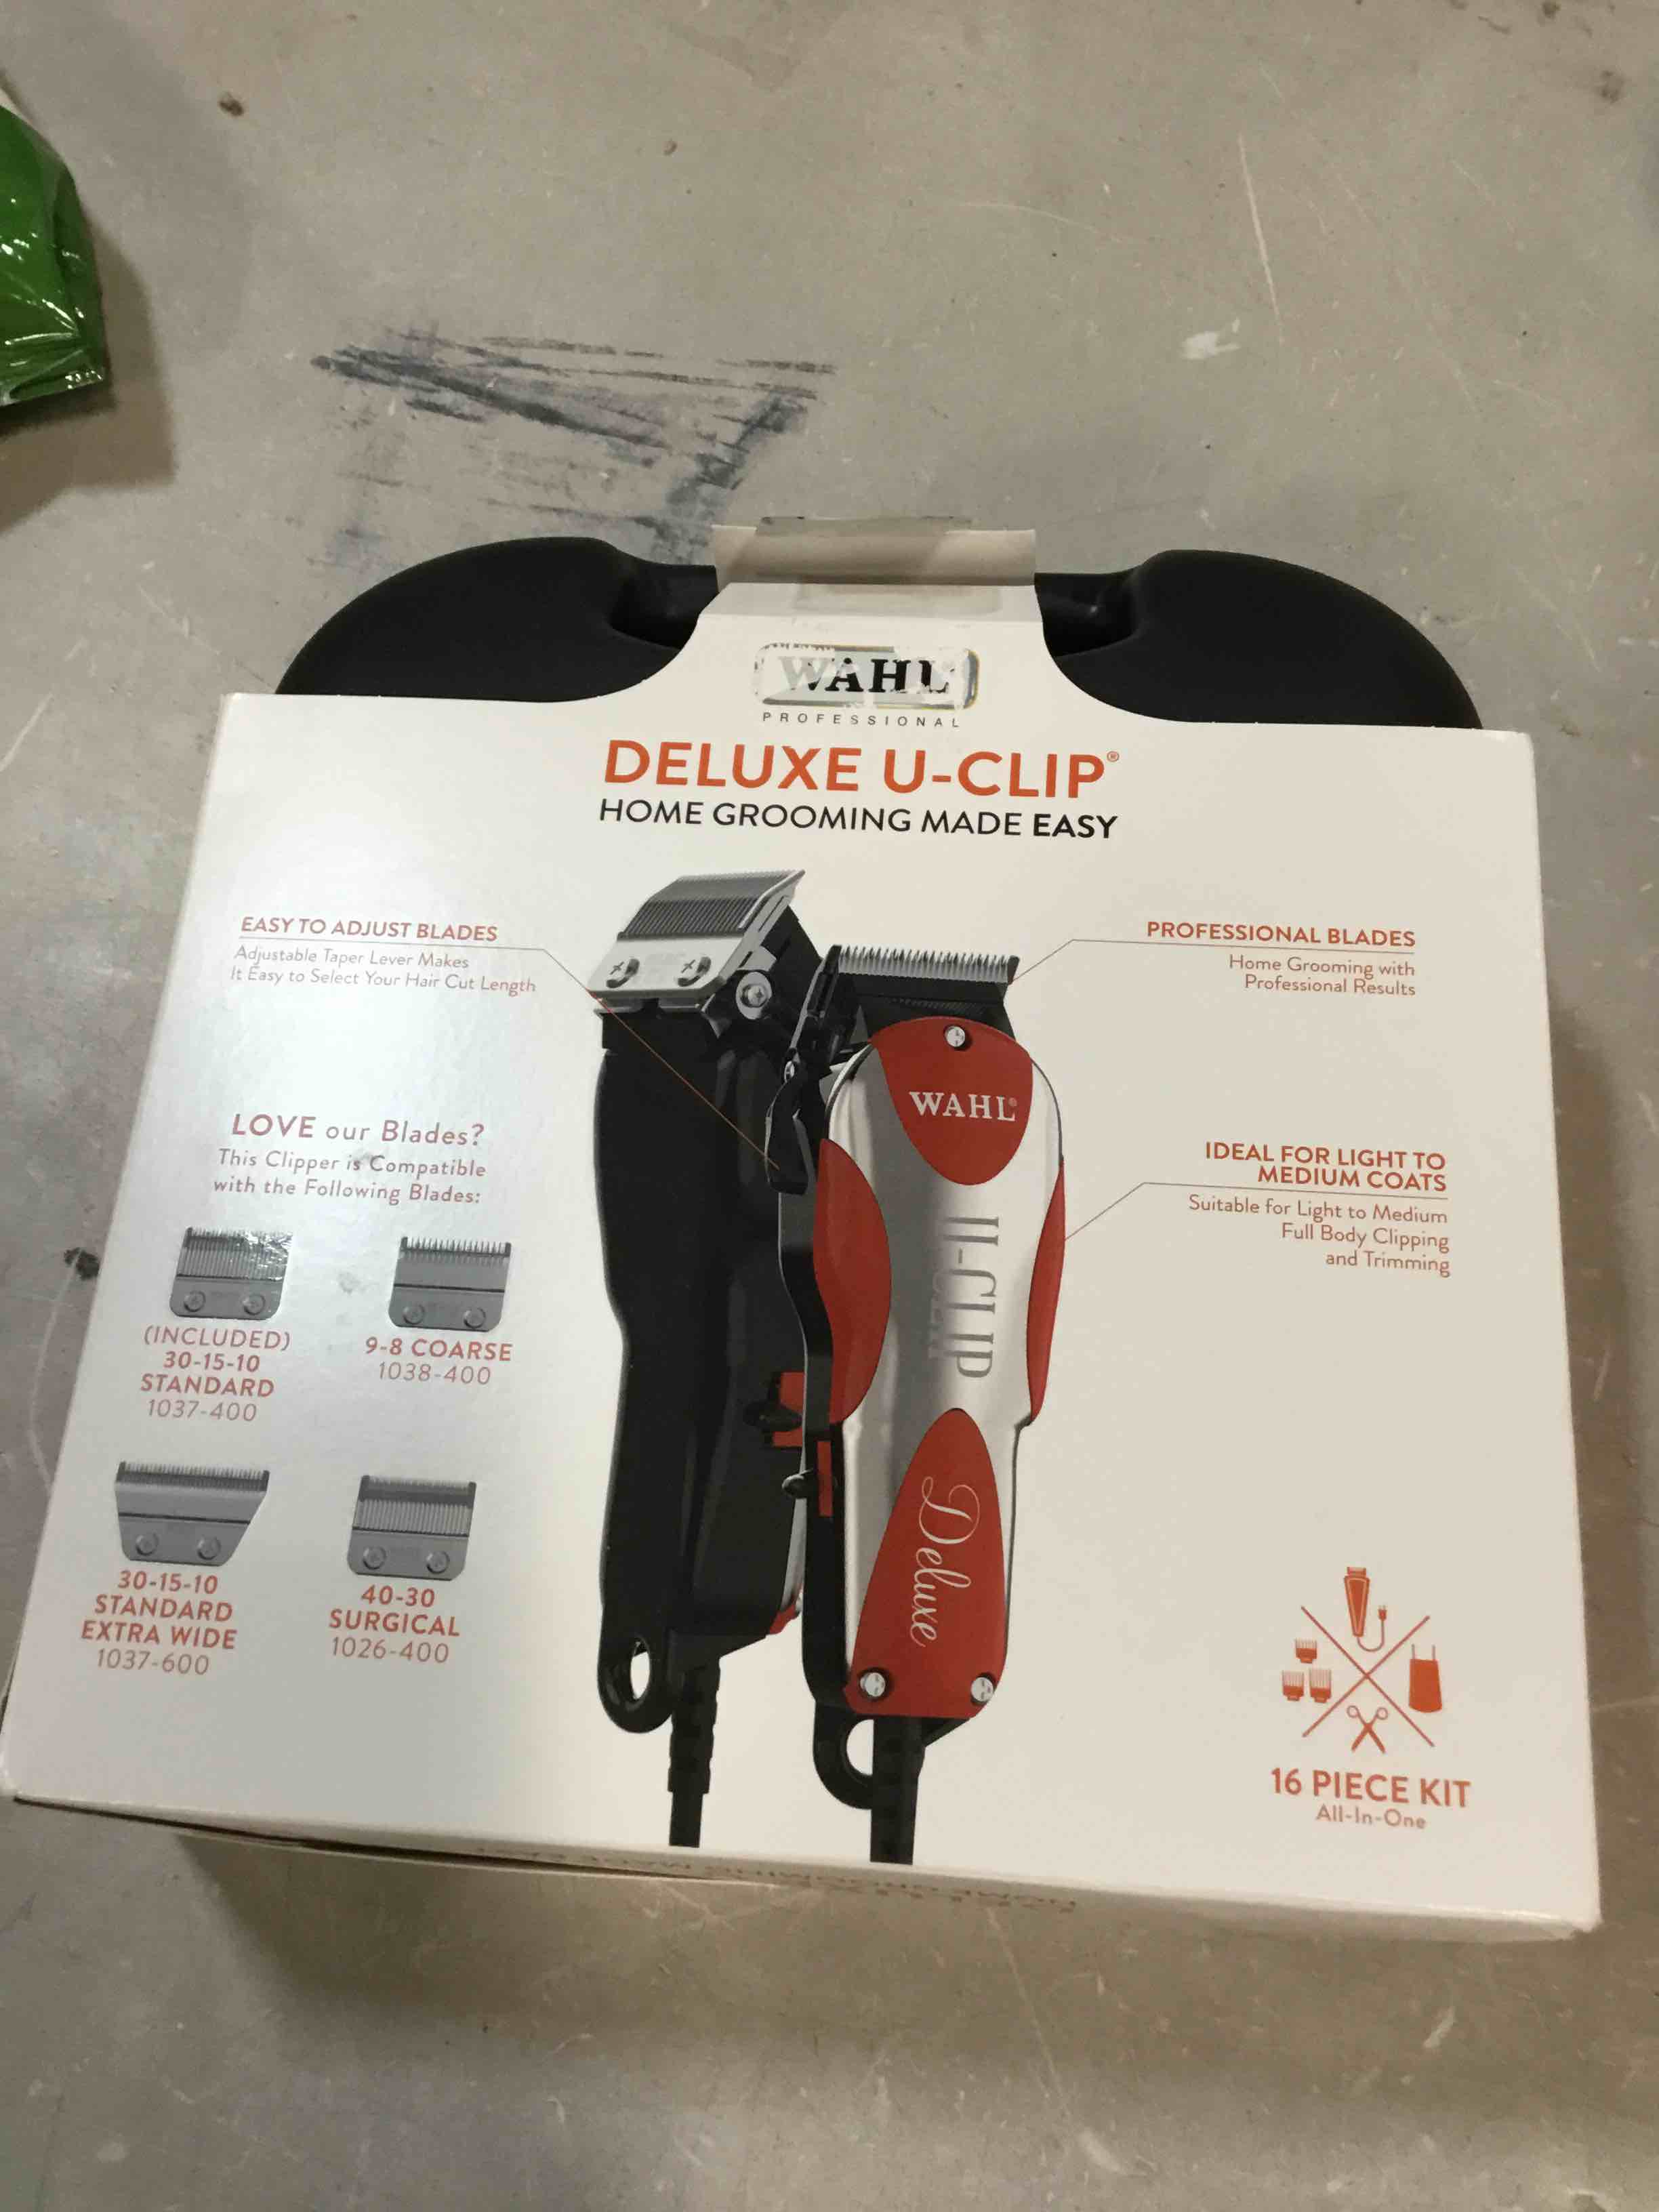 WAHL
PROFESSIONAL
DELUXE U-CLIP®
HOME GROOMING MADE EASY
EASY TO ADJUST BLADES
Adjustable Taper Lever Makes
It Easy to Select Your Hair Cut Length
PROFESSIONAL BLADES
Home Grooming with
Professional Results
WAHL®
U-CLIP
Deluxe
IDEAL FOR LIGHT TO
MEDIUM COATS
Suitable for Light to Medium
Full Body Clipping
and Trimming
LOVE our Blades?
This Clipper is Compatible
with the Following Blades:
(INCLUDED)
30-15-10
STANDARD
1037-400
9-8 COARSE
1038-400
30-15-10
STANDARD
EXTRA WIDE
1037-600
40-30
SURGICAL
1026-400
16 PIECE KIT
All-In-One